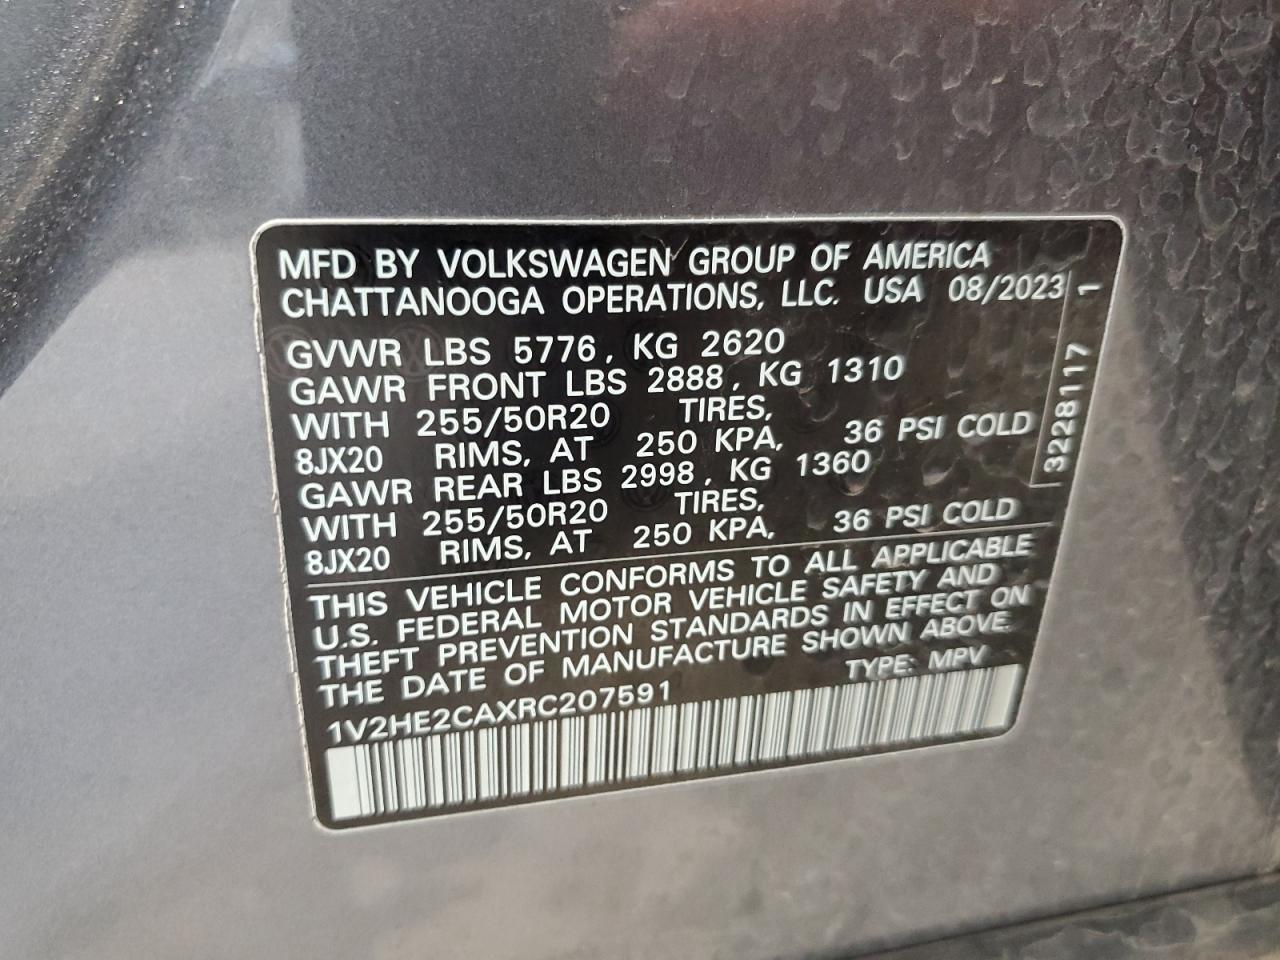 MFD BY VOLKSWAGEN GROUP OF AMERICA
CHATTANOOGA OPERATIONS, LLC. USA 08/2023
GVWR LBS 5776, KG 2620
GAWR FRONT LBS 2888, KG 1310
WITH 255/50R20 TIRES,
8JX20 RIMS, AT 250 KPA, 36 PSI COLD
GAWR REAR LBS 2998, KG 1360
WITH 255/50R20 TIRES,
8JX20 RIMS, AT 250 KPA, 36 PSI COLD
THIS VEHICLE CONFORMS TO ALL APPLICABLE
U.S. FEDERAL MOTOR VEHICLE SAFETY AND
THEFT PREVENTION STANDARDS IN EFFECT ON
THE DATE OF MANUFACTURE SHOWN ABOVE.
1V2HE2CAXRC207591 TYPE: MPV
3228117 1